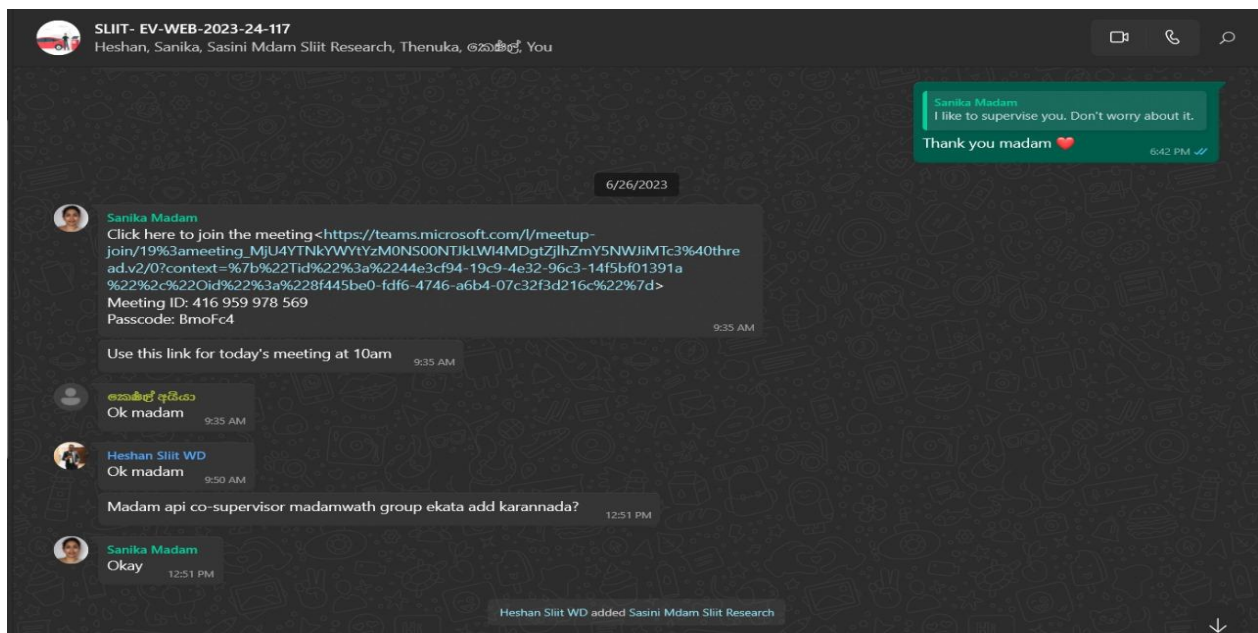 SLIIT- EV-WEB-2023-24-117
Heshan, Sanika, Sasini Mdam Sliit Research, Thenuka, කොෂල්, You
Sanika Madam
I like to supervise you. Don't worry about it.
Thank you madam ❤️
6:42 PM
6/26/2023
Sanika Madam
Click here to join the meeting<https://teams.microsoft.com/l/meetup-
join/19%3ameeting_MjU4YTNkYWYtYzM0NS00NTJkLWI4MDgtZjlhZmY5NWJiMTc3%40thre
ad.v2/0?context=%7b%22Tid%22%3a%2244e3cf94-19c9-4e32-96c3-14f5bf01391a
%22%2c%22Oid%22%3a%228f445be0-fdf6-4746-a6b4-07c32f3d216c%22%7d>
Meeting ID: 416 959 978 569
Passcode: BmoFc4
9:35 AM
Use this link for today's meeting at 10am 9:35 AM
කොෂල් අයියා
Ok madam 9:35 AM
Heshan Sliit WD
Ok madam 9:50 AM
Madam api co-supervisor madamwath group ekata add karannada? 12:51 PM
Sanika Madam
Okay 12:51 PM
Heshan Sliit WD added Sasini Mdam Sliit Research